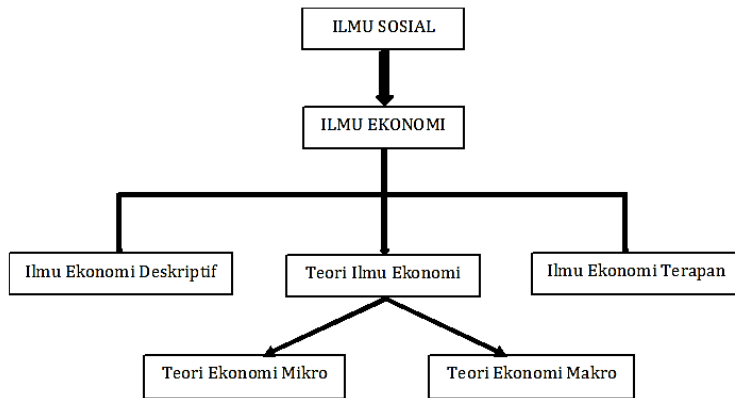 ILMU SOSIAL
ILMU EKONOMI
Ilmu Ekonomi Deskriptif
Teori Ilmu Ekonomi
Ilmu Ekonomi Terapan
Teori Ekonomi Mikro
Teori Ekonomi Makro